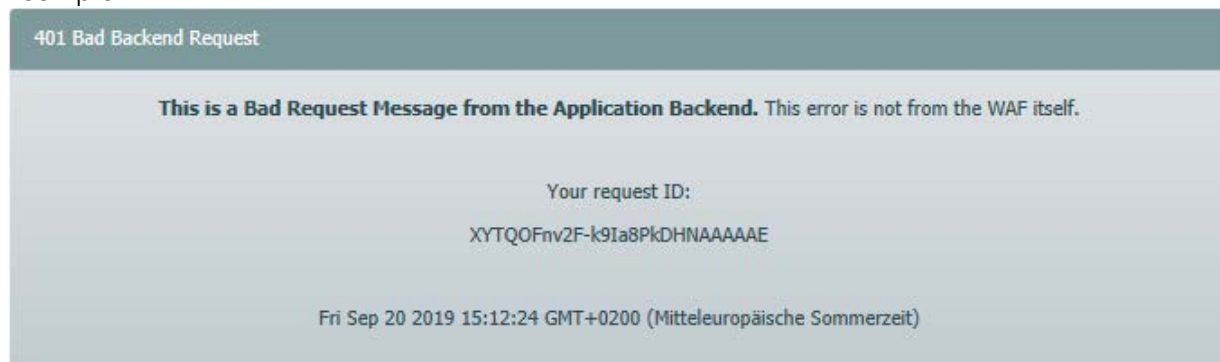 401 Bad Backend Request
This is a Bad Request Message from the Application Backend. This error is not from the WAF itself.
Your request ID:
XYTQOFnv2F-k9Ia8PkDHNAAAAAE
Fri Sep 20 2019 15:12:24 GMT+0200 (Mitteleuropäische Sommerzeit)